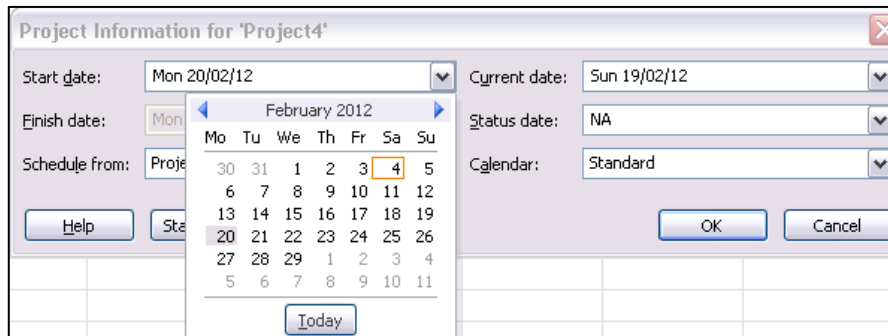 Project Information for 'Project4'
Start date: Mon 20/02/12 Current date: Sun 19/02/12
Finish date: Mon Status date: NA
Schedule from: Proje Calendar: Standard
Help Sta OK Cancel
February 2012
Mo Tu We Th Fr Sa Su
30 31 1 2 3 4 5
6 7 8 9 10 11 12
13 14 15 16 17 18 19
20 21 22 23 24 25 26
27 28 29 1 2 3 4
5 6 7 8 9 10 11
Today